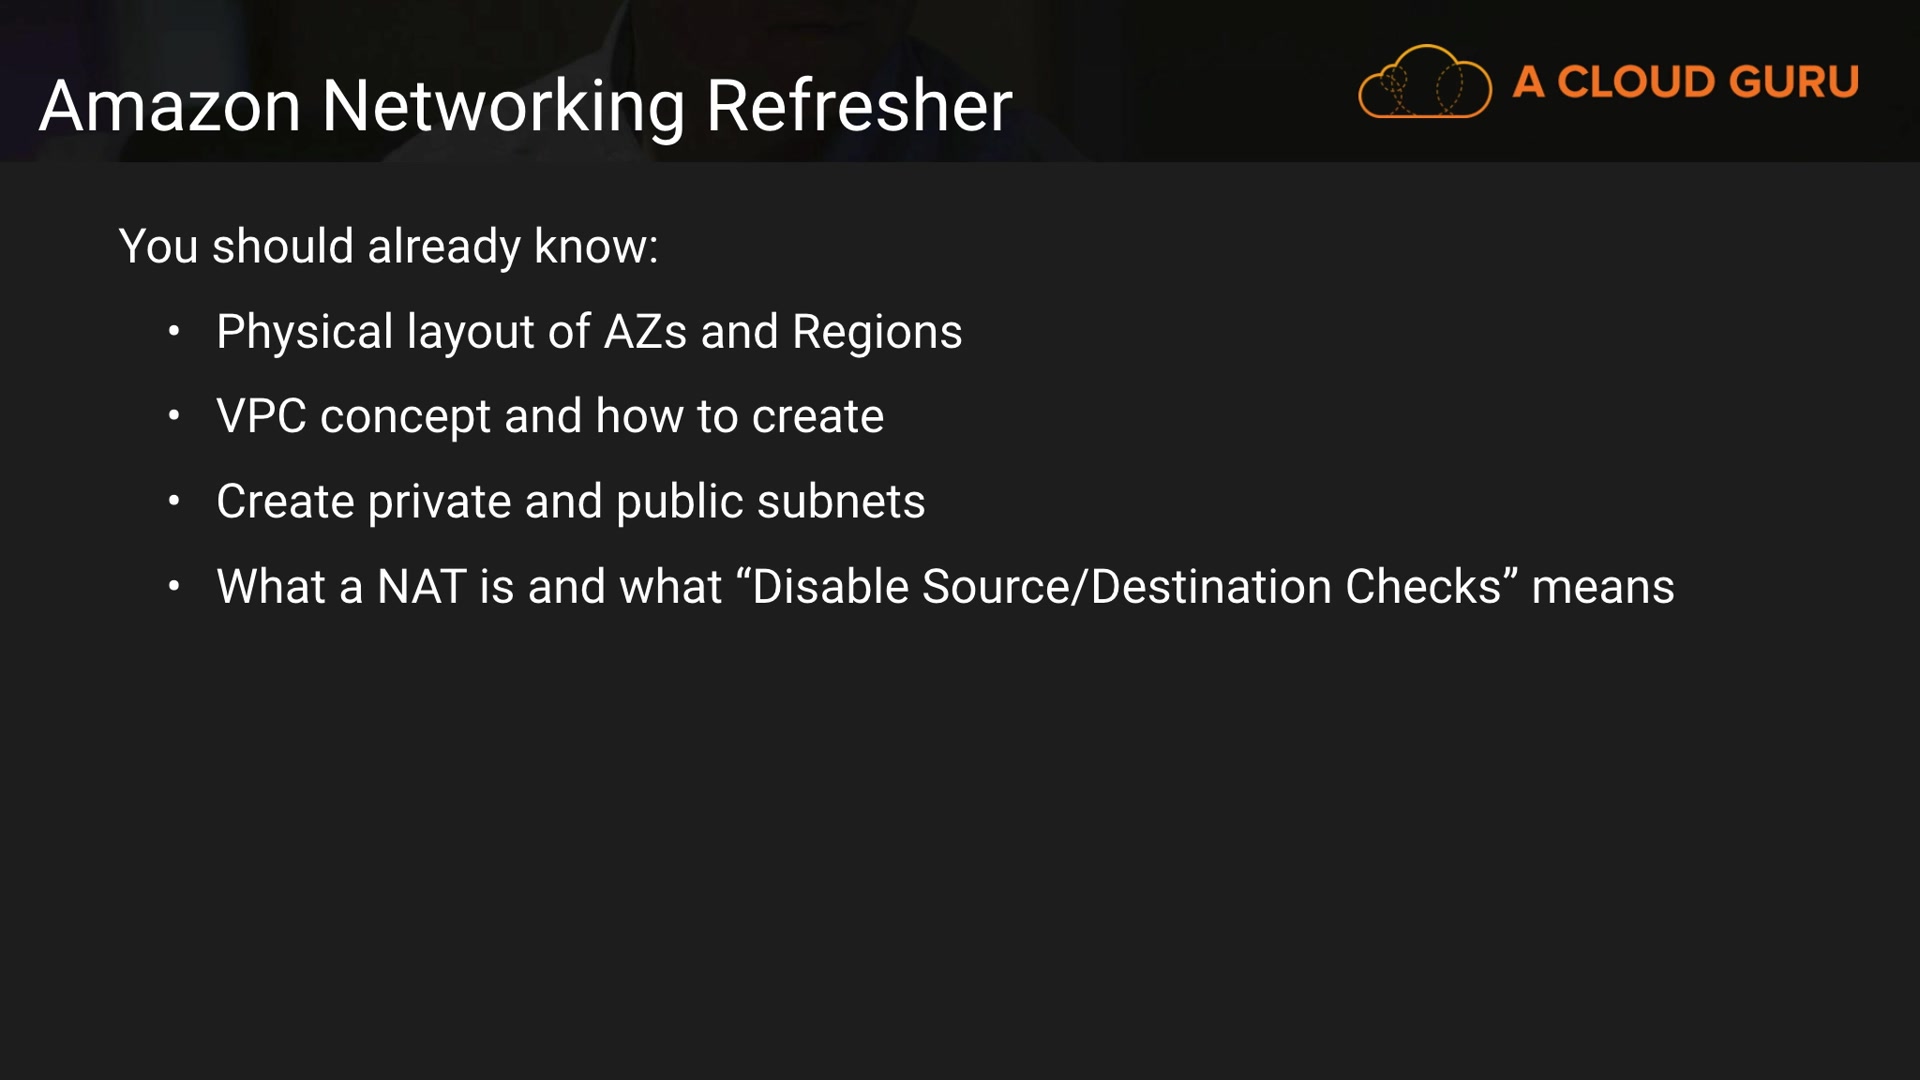 Amazon Networking Refresher
A CLOUD GURU
You should already know:
• Physical layout of AZs and Regions
• VPC concept and how to create
• Create private and public subnets
• What a NAT is and what “Disable Source/Destination Checks” means